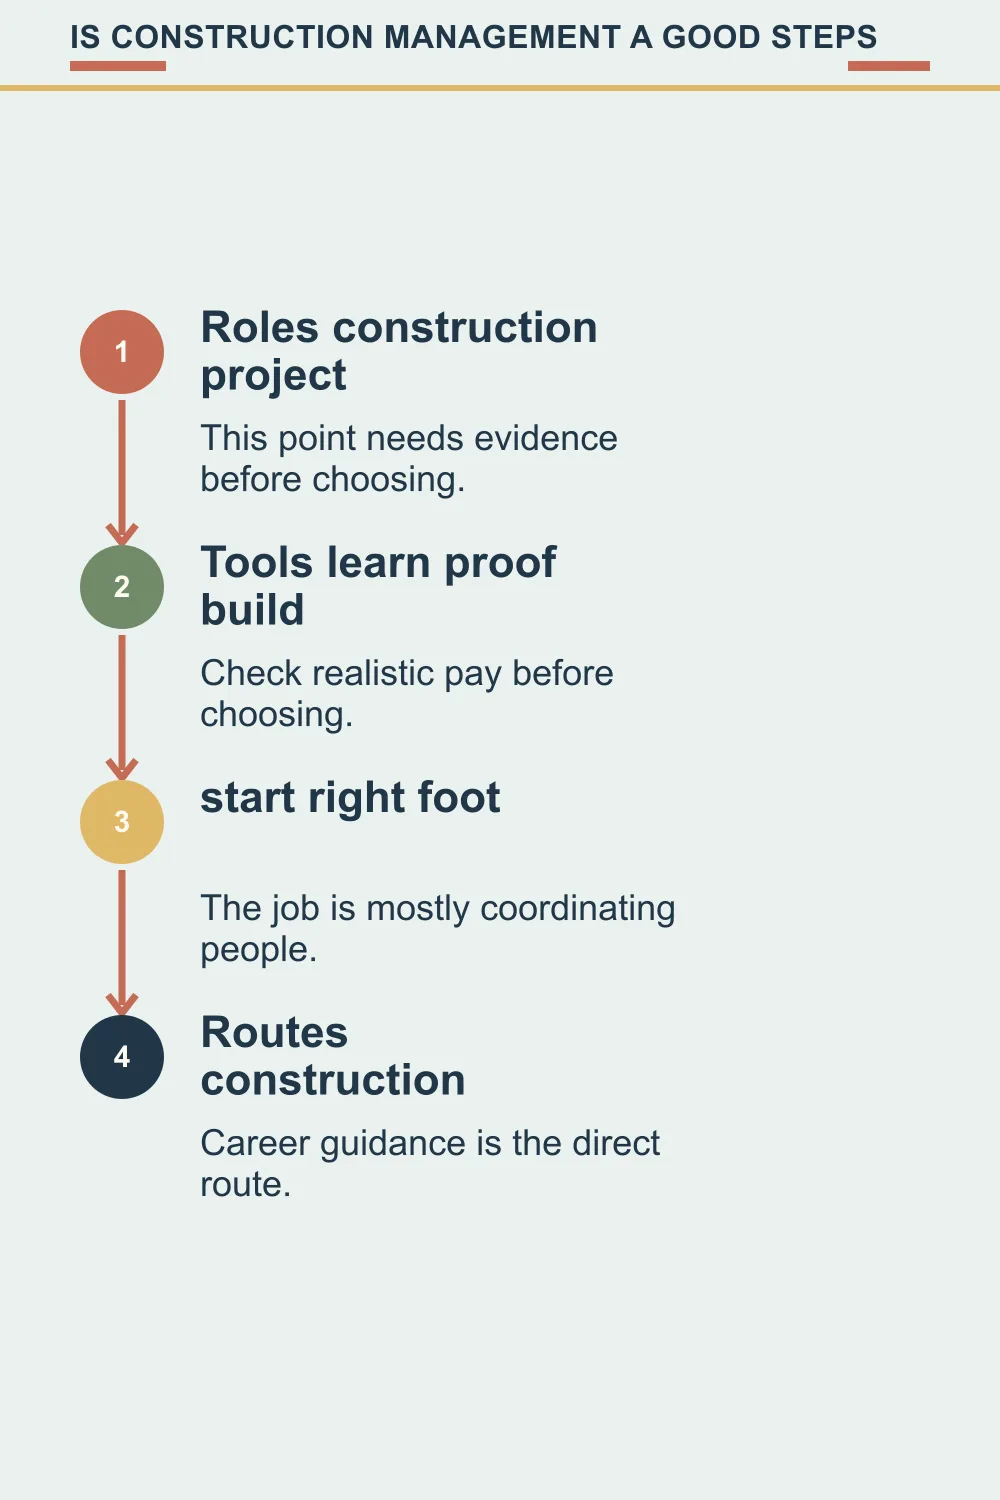 IS CONSTRUCTION MANAGEMENT A GOOD STEPS
1
Roles construction
project
This point needs evidence
before choosing.
2
Tools learn proof
build
Check realistic pay before
choosing.
3
start right foot
The job is mostly coordinating
people.
4
Routes
construction
Career guidance is the direct
route.